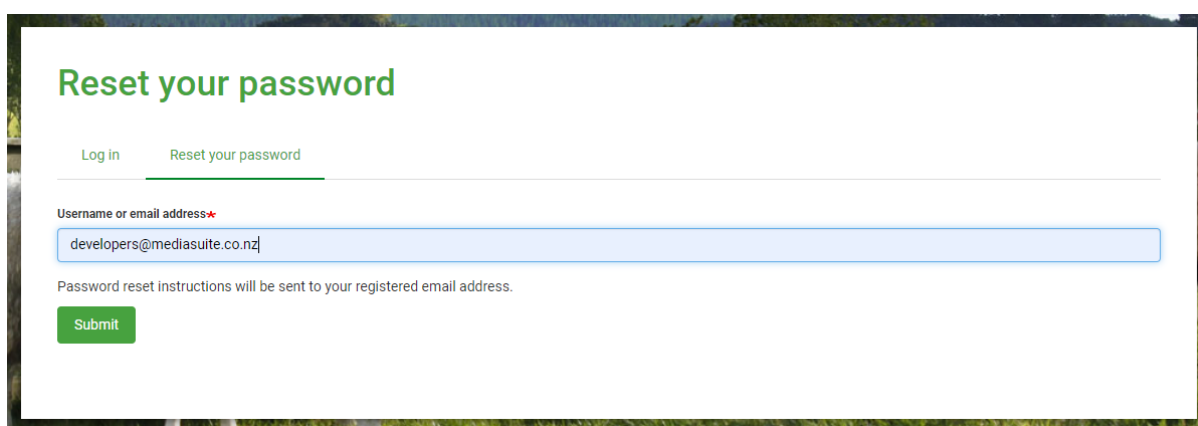 Reset your password
Log in Reset your password
Username or email address*
developers@mediasuite.co.nz
Password reset instructions will be sent to your registered email address.
Submit